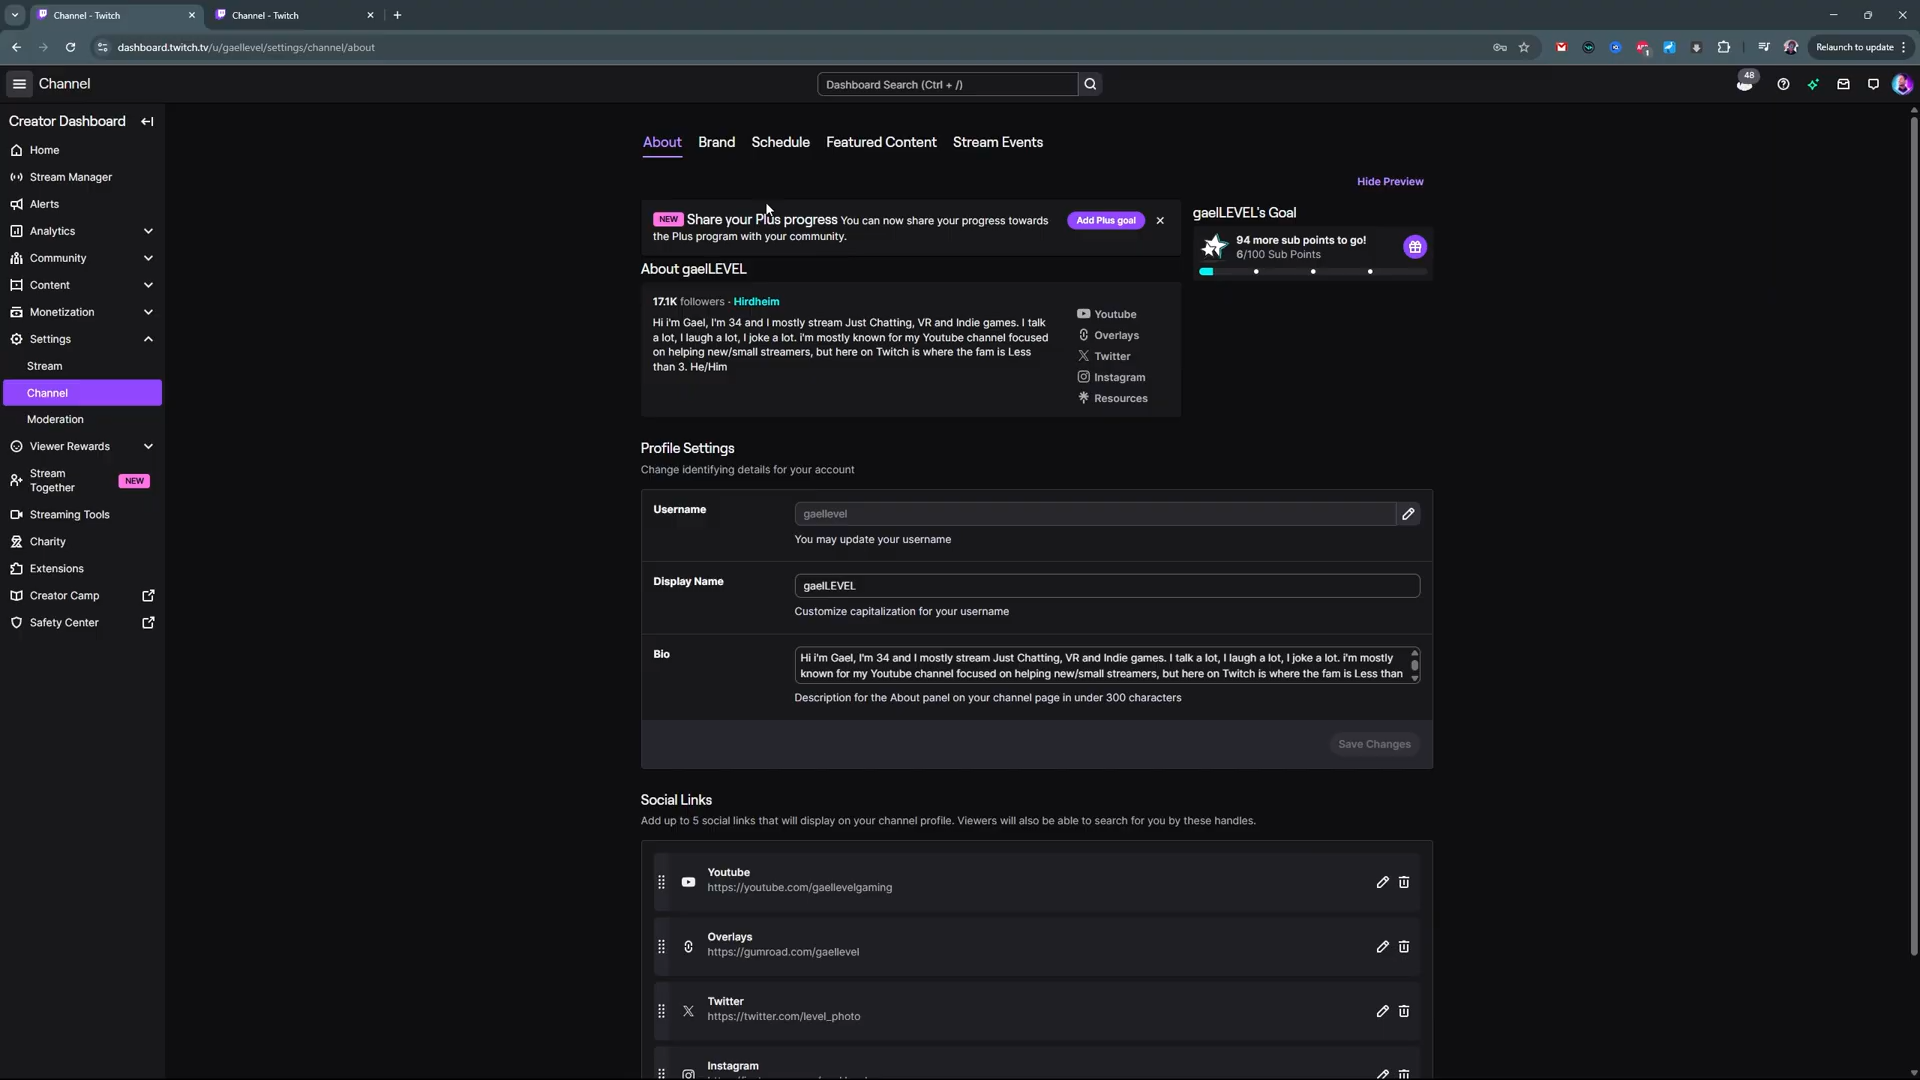 Channel - Twitch
Channel - Twitch
dashboard.twitch.tv/u/gaellevel/settings/channel/about
Relaunch to update
Channel
Dashboard Search (Ctrl + /)
48
Creator Dashboard
Home
Stream Manager
Alerts
Analytics
Community
Content
Monetization
Settings
Stream
Channel
Moderation
Viewer Rewards
Stream
Together
NEW
Streaming Tools
Charity
Extensions
Creator Camp
Safety Center
About
Brand
Schedule
Featured Content
Stream Events
Hide Preview
NEW Share your Plus progress You can now share your progress towards
the Plus program with your community.
Add Plus goal
gaelLEVEL's Goal
94 more sub points to go!
6/100 Sub Points
About gaelLEVEL
17.1K followers · Hirdheim
Hi i'm Gael, I'm 34 and I mostly stream Just Chatting, VR and Indie games. I talk
a lot, I laugh a lot, I joke a lot. i'm mostly known for my Youtube channel focused
on helping new/small streamers, but here on Twitch is where the fam is Less
than 3. He/Him
Youtube
Overlays
Twitter
Instagram
Resources
Profile Settings
Change identifying details for your account
Username
gaellevel
You may update your username
Display Name
gaelLEVEL
Customize capitalization for your username
Bio
Hi i'm Gael, I'm 34 and I mostly stream Just Chatting, VR and Indie games. I talk a lot, I laugh a lot, I joke a lot. i'm mostly
known for my Youtube channel focused on helping new/small streamers, but here on Twitch is where the fam is Less than
Description for the About panel on your channel page in under 300 characters
Save Changes
Social Links
Add up to 5 social links that will display on your channel profile. Viewers will also be able to search for you by these handles.
Youtube
https://youtube.com/gaellevelgaming
Overlays
https://gumroad.com/gaellevel
Twitter
https://twitter.com/level_photo
Instagram